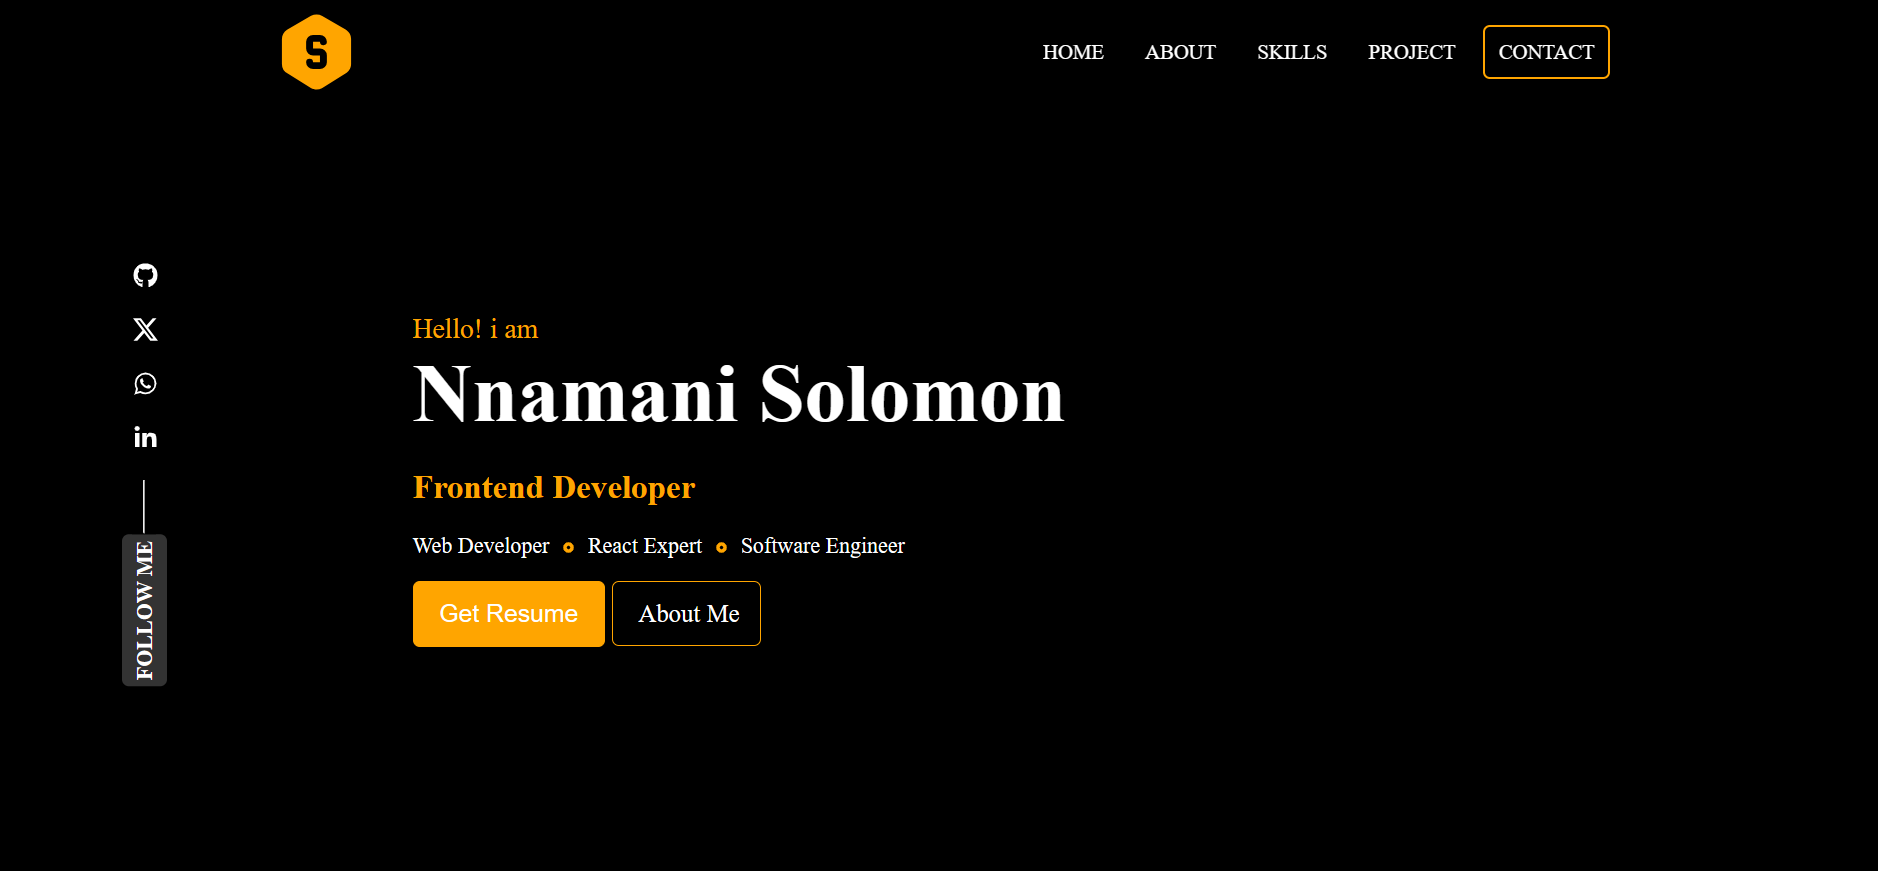 S
HOME ABOUT SKILLS PROJECT CONTACT
Hello! i am
Nnamani Solomon
Frontend Developer
Web Developer React Expert Software Engineer
Get Resume About Me
X
in
FOLLOW ME